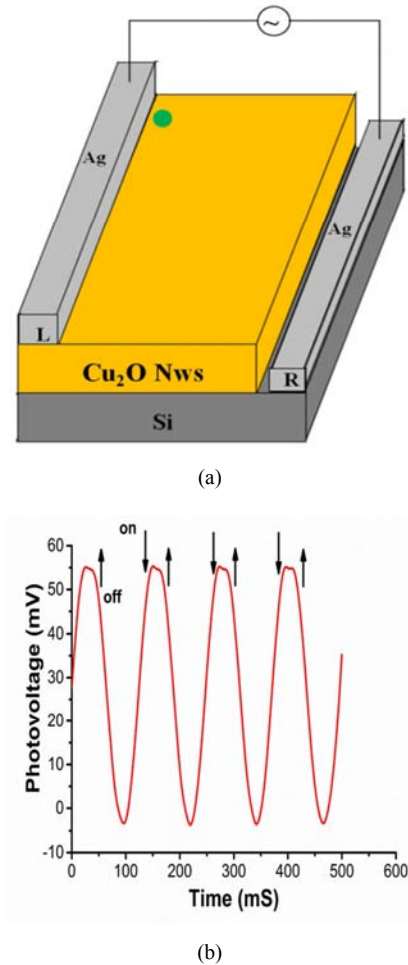 ~
Ag
Ag
L
R
Cu₂O Nws
Si
(a)
on
off
60
50
40
30
20
10
0
-10
Photovoltage (mV)
0 100 200 300 400 500 600
Time (mS)
(b)